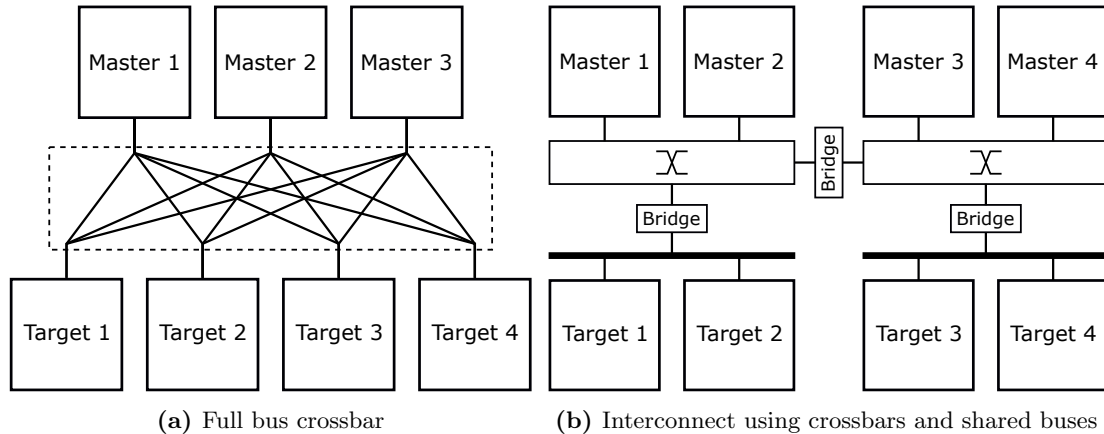 Master 1 Master 2 Master 3
Target 1 Target 2 Target 3 Target 4
(a) Full bus crossbar
Master 1 Master 2 Master 3 Master 4
Bridge
Bridge Bridge
Target 1 Target 2 Target 3 Target 4
(b) Interconnect using crossbars and shared buses